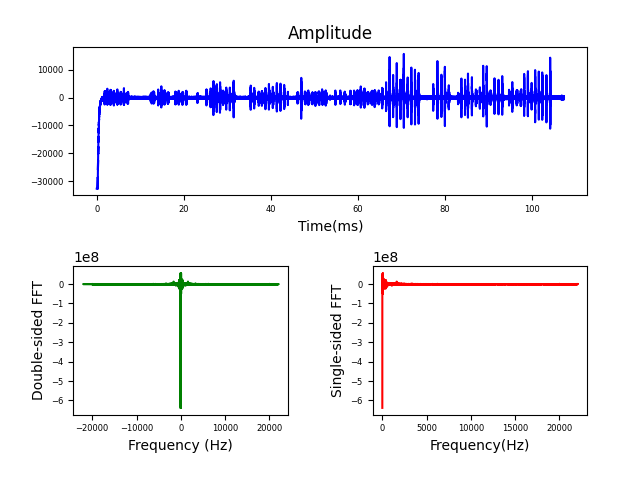 Amplitude
10000
0
−10000
−20000
−30000
0 20 40 60 80 100
Time(ms)
1e8
0
−1
−2
−3
−4
−5
−6
Double-sided FFT
−20000 −10000 0 10000 20000
Frequency (Hz)
1e8
0
−1
−2
−3
−4
−5
−6
Single-sided FFT
0 5000 10000 15000 20000
Frequency(Hz)